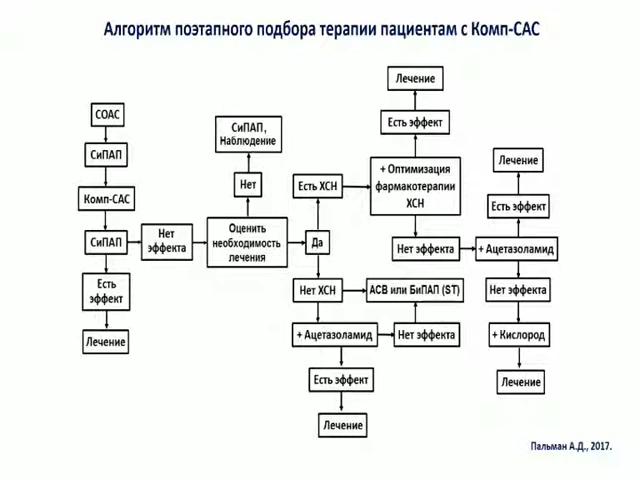 Алгоритм поэтапного подбора терапии пациентам с Комп-САС
СОАС
СиПАП
Комп-САС
СиПАП
Есть
эффект
Лечение
Нет
эффекта
Оценить
необходимость
лечения
Нет
СиПАП,
Наблюдение
Да
Есть ХСН
+ Оптимизация
фармакотерапии
ХСН
Есть эффект
Лечение
Нет эффекта
+ Ацетазоламид
Есть эффект
Лечение
Нет эффекта
+ Кислород
Лечение
Нет ХСН
АСВ или БиПАП (ST)
+ Ацетазоламид
Нет эффекта
Есть эффект
Лечение
Пальман А.Д., 2017.